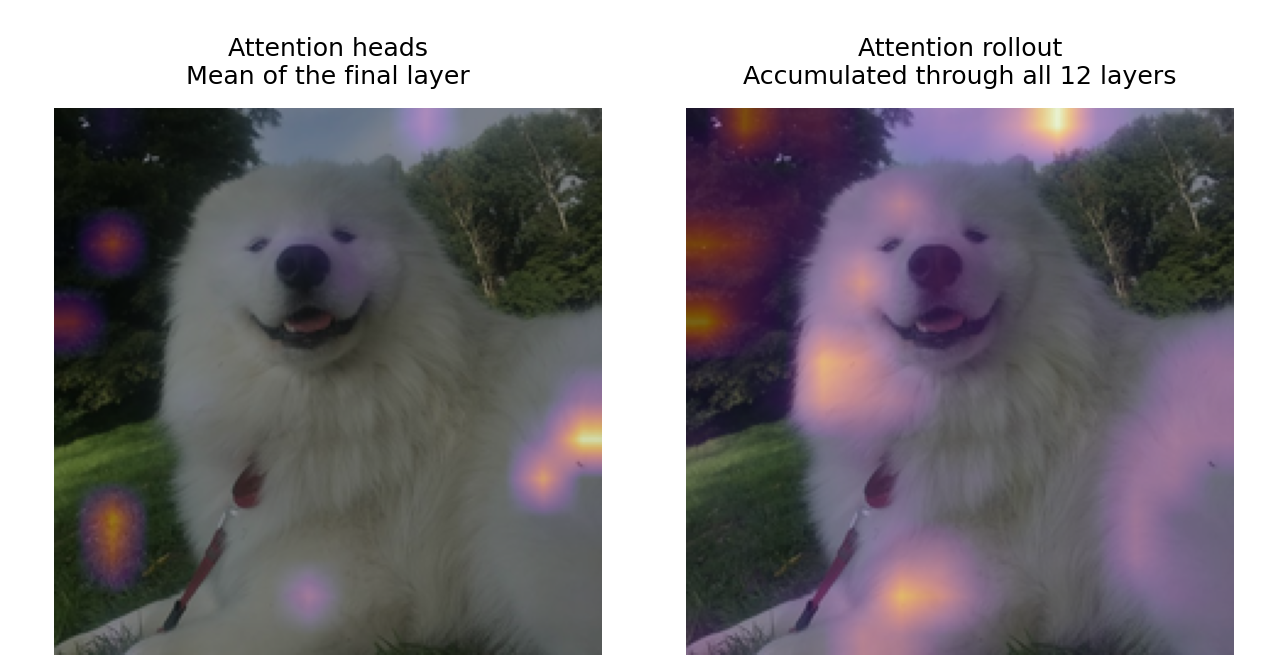 Attention heads
Mean of the final layer
Attention rollout
Accumulated through all 12 layers